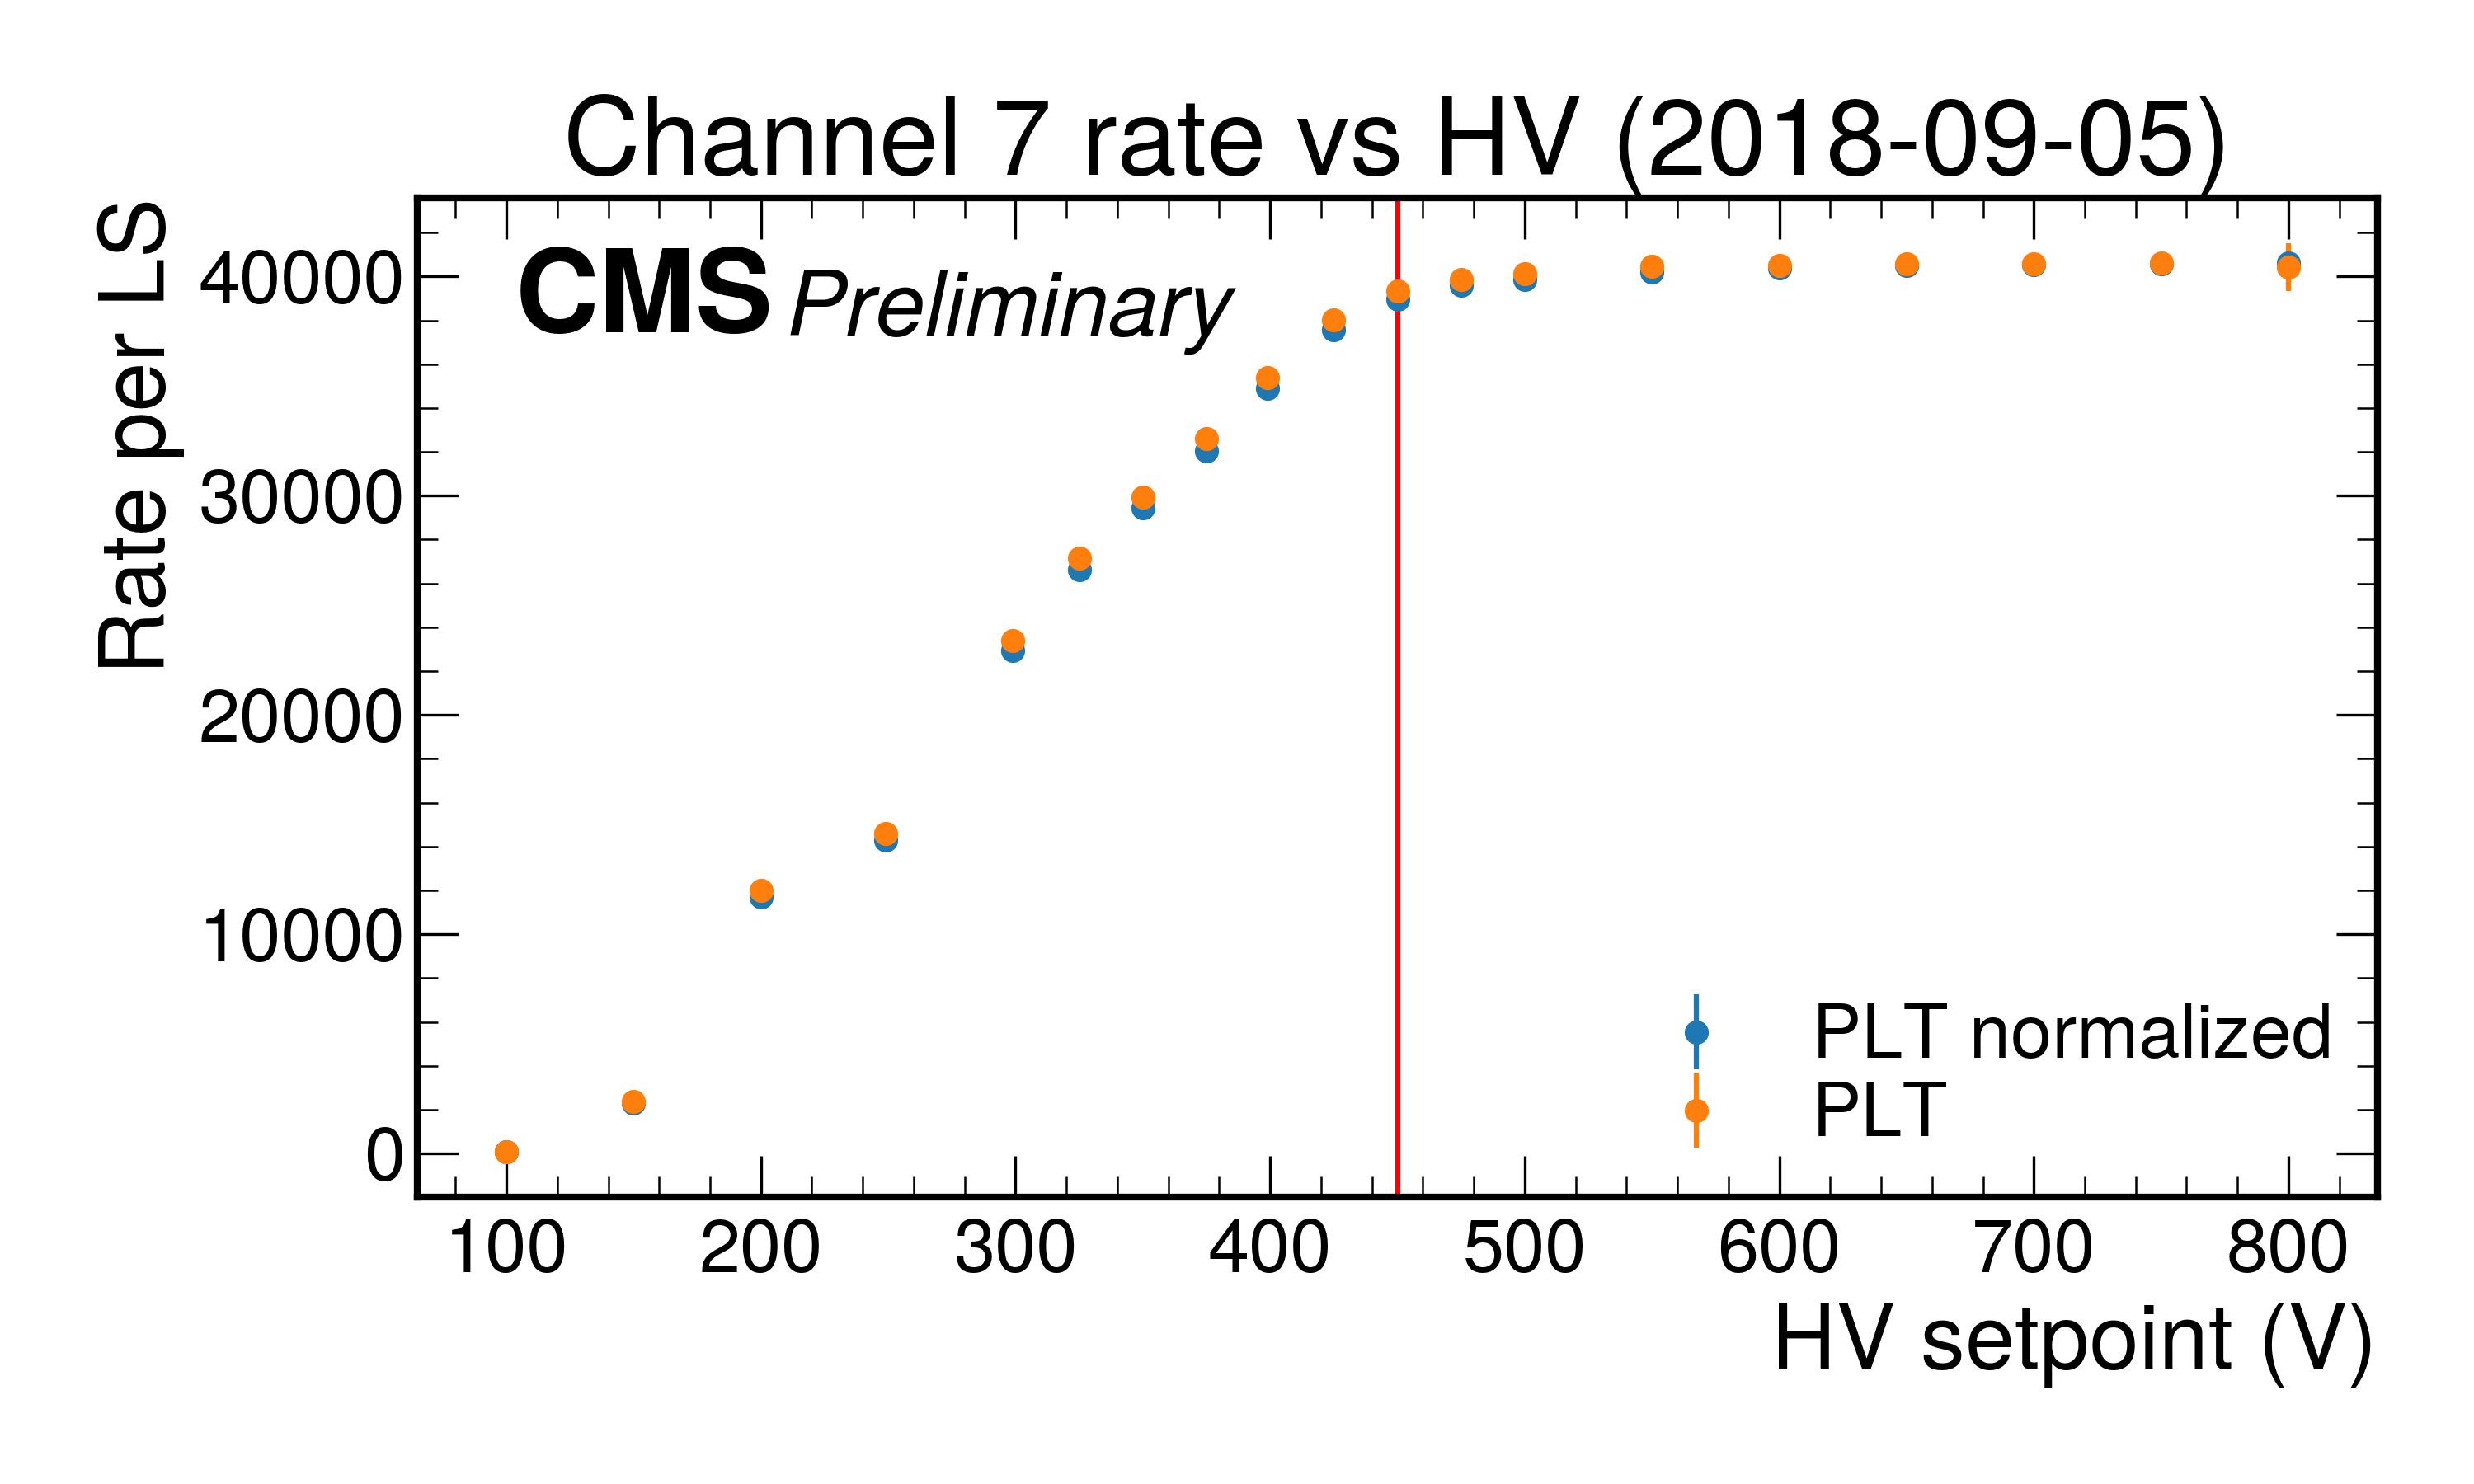 Channel 7 rate vs HV (2018-09-05)
CMS Preliminary
Rate per LS
40000
30000
20000
10000
0
PLT normalized
PLT
100 200 300 400 500 600 700 800
HV setpoint (V)